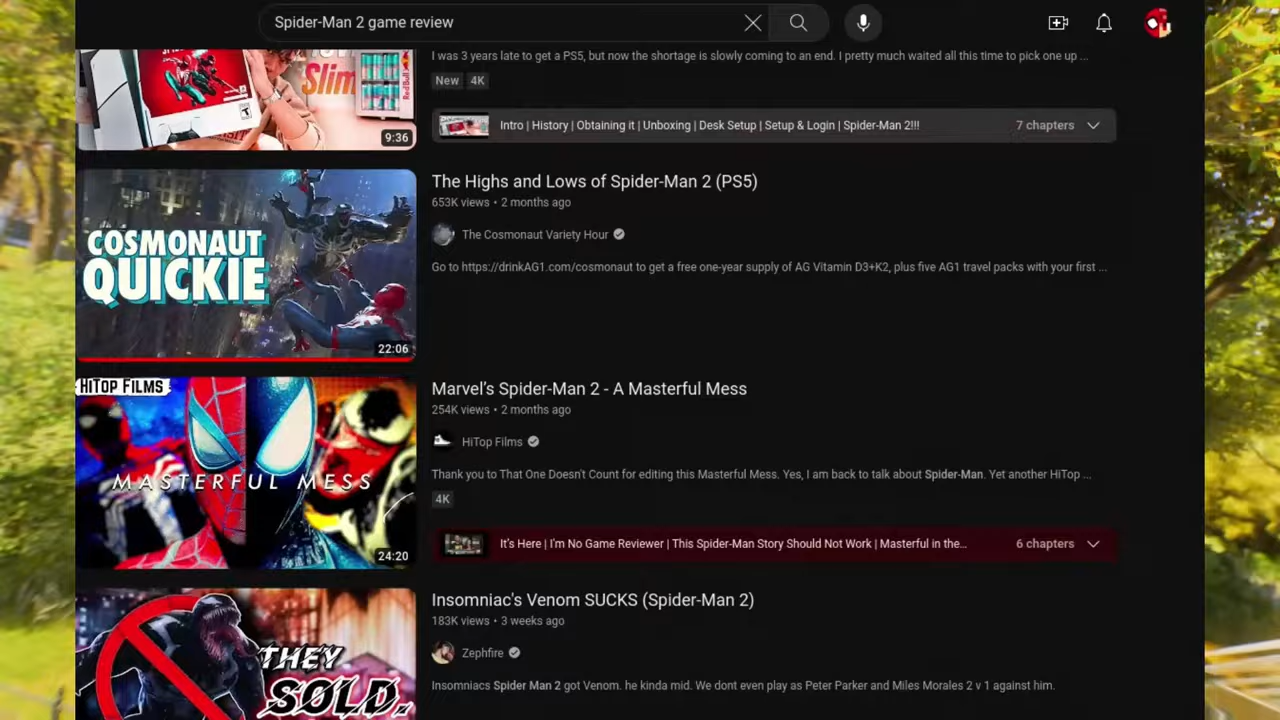 Spider-Man 2 game review
I was 3 years late to get a PS5, but now the shortage is slowly coming to an end. I pretty much waited all this time to pick one up ...
Slim
RedBull
New 4K
9:36
Intro | History | Obtaining it | Unboxing | Desk Setup | Setup & Login | Spider-Man 2!!! 7 chapters
The Highs and Lows of Spider-Man 2 (PS5)
653K views • 2 months ago
The Cosmonaut Variety Hour
Go to https://drinkAG1.com/cosmonaut to get a free one-year supply of AG Vitamin D3+K2, plus five AG1 travel packs with your first ...
COSMONAUT
QUICKIE
22:06
HiTOP FILMS
Marvel's Spider-Man 2 - A Masterful Mess
254K views • 2 months ago
HiTop Films
Thank you to That One Doesn't Count for editing this Masterful Mess. Yes, I am back to talk about Spider-Man. Yet another HiTop ...
MASTERFUL MESS
4K
24:20
It's Here | I'm No Game Reviewer | This Spider-Man Story Should Not Work | Masterful in the... 6 chapters
Insomniac's Venom SUCKS (Spider-Man 2)
183K views • 3 weeks ago
Zephfire
THEY
SOLD.
Insomniacs Spider Man 2 got Venom. he kinda mid. We dont even play as Peter Parker and Miles Morales 2 v 1 against him.